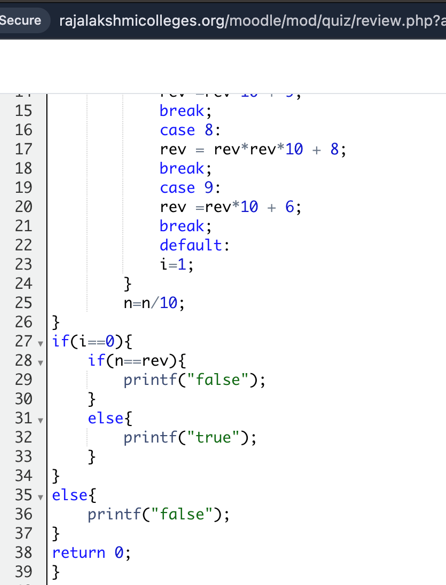 Secure rajalakshmicolleges.org/moodle/mod/quiz/review.php?a
15 break;
16 case 8:
17 rev = rev*rev*10 + 8;
18 break;
19 case 9:
20 rev =rev*10 + 6;
21 break;
22 default:
23 i=1;
24 }
25 n=n/10;
26 }
27 if(i==0){
28 if(n==rev){
29 printf("false");
30 }
31 else{
32 printf("true");
33 }
34 }
35 else{
36 printf("false");
37 }
38 return 0;
39 }